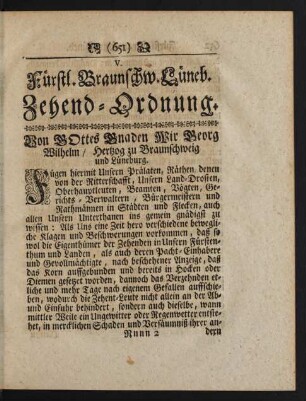 (651)
V.
Fürstl. Braunschw. Lüneb.
Zehend-Ordnung.
Von GOttes Gnaden Wir Georg
Wilhelm / Hertzog zu Braunschweig
und Lüneburg.
Fügen hiermit Unsern Prälaten, Räthen denen
von der Ritterschafft, Unsern Land-Drosten,
Oberhauptleuten, Beamten, Vögten, Ge-
richts-Verwaltern, Bürgermeistern und
Rathmännern in Städten und Flecken, auch
allen Unsern Unterthanen ins gemein gnädigst zu
wissen: Als Uns eine Zeit hero verschiedene bewegli-
che Klagen und Beschwerungen vorkommen, daß so
wol die Eigenthümer der Zehenden in Unsern Fürsten-
thum und Landen, als auch deren Pacht-Einhabere
und Gevollmächtigte, nach beschehener Anzeige, daß
das Korn auffgebunden und bereits in Hocken oder
Diemen gesetzet worden, dannoch das Verzehnden et-
liche und mehr Tage nach eigenem Gefallen auffschie-
ben, wodurch die Zehent-Leute nicht allein an der Ab-
und Einfuhr behindert, sondern auch dieselbe, wann
mittler Weile ein Ungewitter oder Regenwetter entste-
het, in mercklichen Schaden und Versäumniß ihrer an-
Nnnn 2 dern